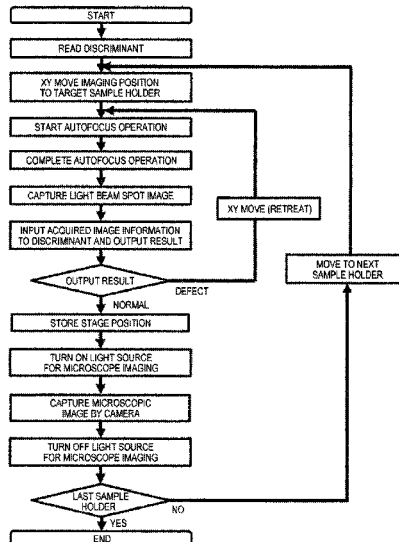 START
READ DISCRIMINANT
XY MOVE IMAGING POSITION
TO TARGET SAMPLE HOLDER
START AUTOFOCUS OPERATION
COMPLETE AUTOFOCUS OPERATION
CAPTURE LIGHT BEAM SPOT IMAGE
XY MOVE (RETREAT)
INPUT ACQUIRED IMAGE INFORMATION
TO DISCRIMINANT AND OUTPUT RESULT
MOVE TO NEXT
SAMPLE HOLDER
OUTPUT RESULT
DEFECT
NORMAL
STORE STAGE POSITION
TURN ON LIGHT SOURCE
FOR MICROSCOPE IMAGING
CAPTURE MICROSCOPIC
IMAGE BY CAMERA
TURN OFF LIGHT SOURCE
FOR MICROSCOPE IMAGING
LAST SAMPLE
HOLDER
NO
YES
END